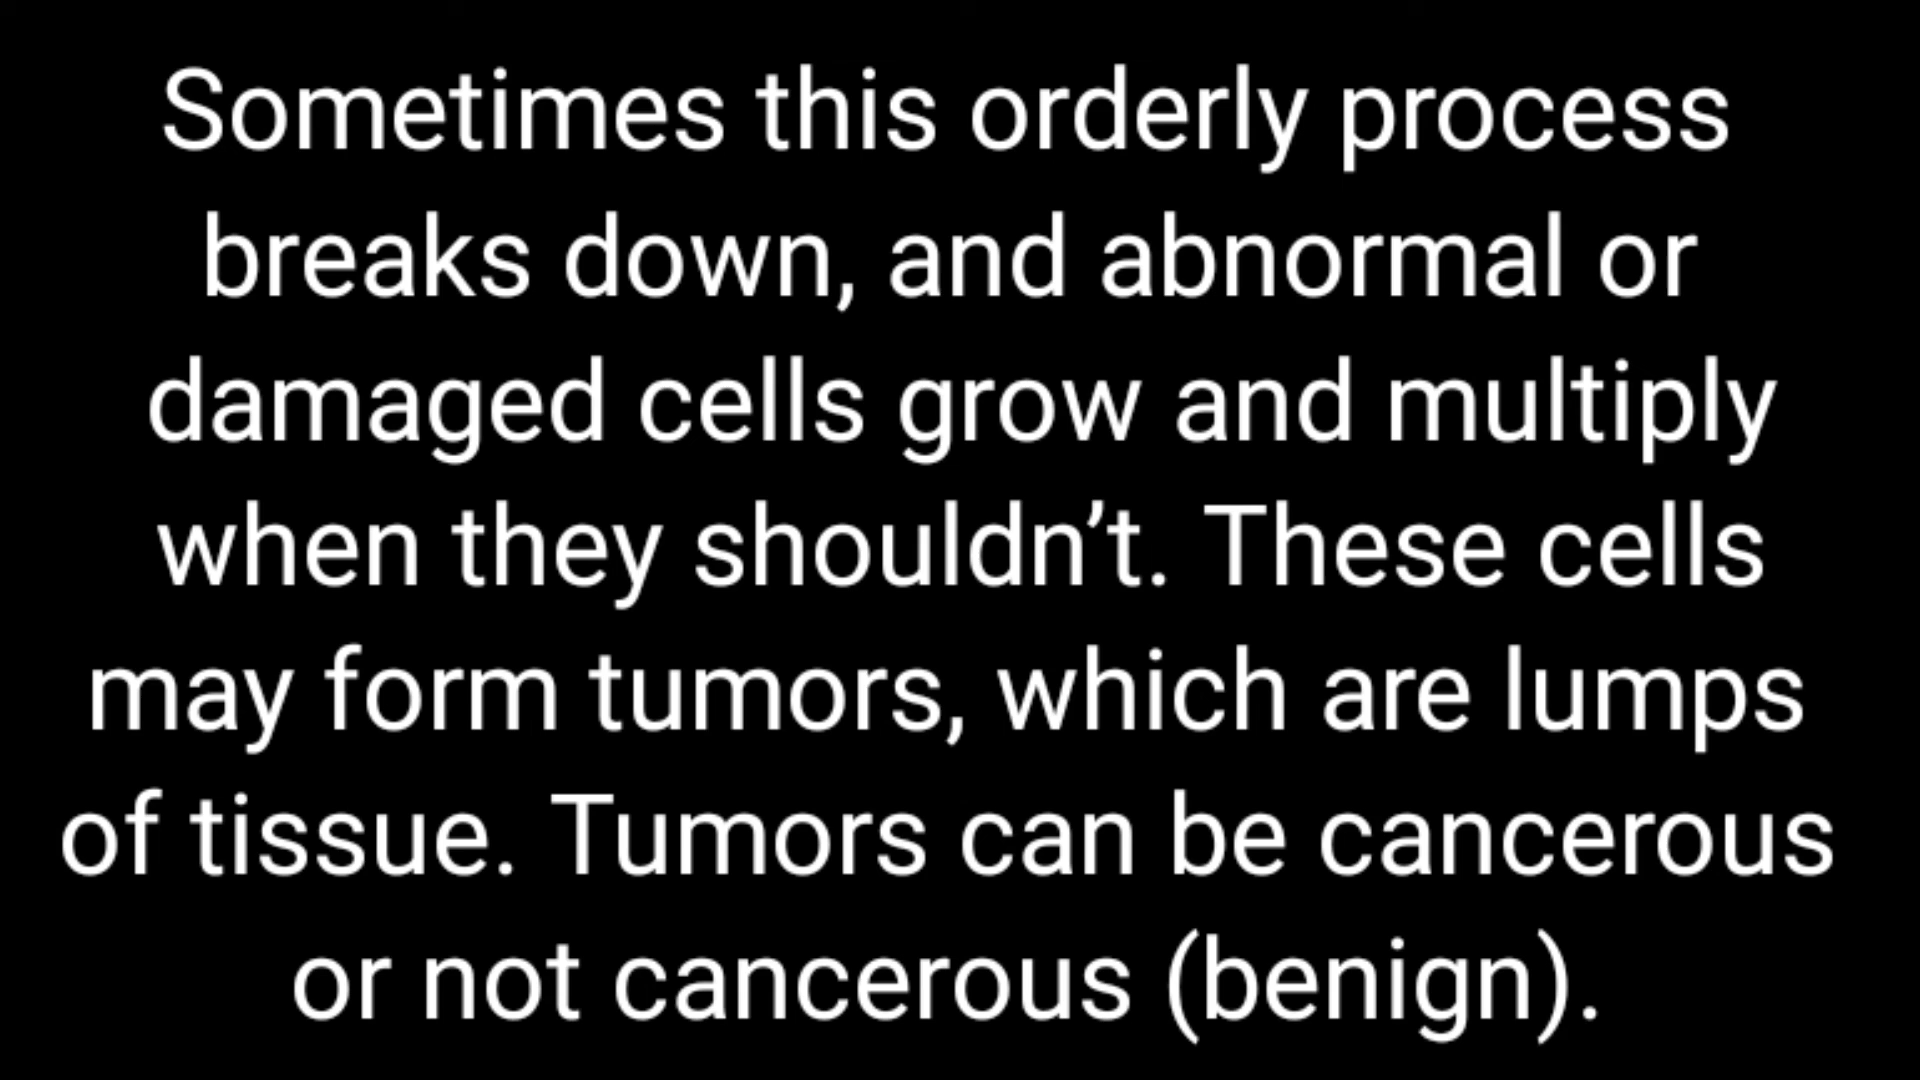 Sometimes this orderly process
breaks down, and abnormal or
damaged cells grow and multiply
when they shouldn’t. These cells
may form tumors, which are lumps
of tissue. Tumors can be cancerous
or not cancerous (benign).